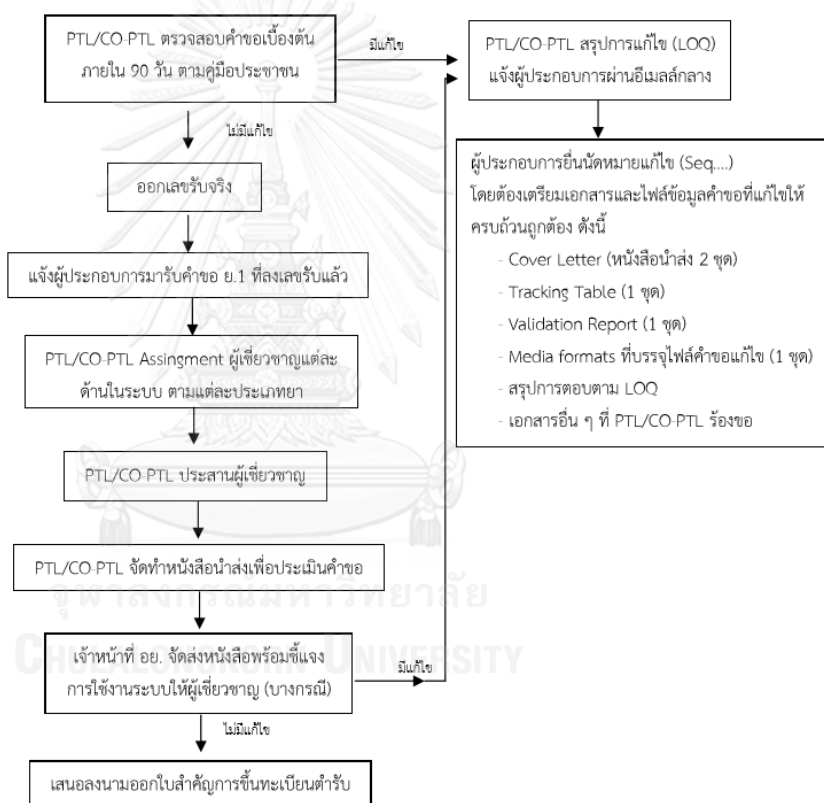 PTL/CO-PTL ตรวจสอบคำขอเบื้องต้น
ภายใน 90 วัน ตามคู่มือประชาชน
มีแก้ไข
PTL/CO-PTL สรุปการแก้ไข (LOQ)
แจ้งผู้ประกอบการผ่านอีเมลล์กลาง
ไม่มีแก้ไข
ออกเลขรับจริง
แจ้งผู้ประกอบการมารับคำขอ ย.1 ที่ลงเลขรับแล้ว
PTL/CO-PTL Assingment ผู้เชี่ยวชาญแต่ละ
ด้านในระบบ ตามแต่ละประเภทยา
PTL/CO-PTL ประสานผู้เชี่ยวชาญ
PTL/CO-PTL จัดทำหนังสือนำส่งเพื่อประเมินคำขอ
เจ้าหน้าที่ อย. จัดส่งหนังสือพร้อมชี้แจง
การใช้งานระบบให้ผู้เชี่ยวชาญ (บางกรณี)
มีแก้ไข
ไม่มีแก้ไข
เสนอลงนามออกใบสำคัญการขึ้นทะเบียนตำรับ
ผู้ประกอบการยื่นนัดหมายแก้ไข (Seq....)
โดยต้องเตรียมเอกสารและไฟล์ข้อมูลคำขอที่แก้ไขให้
ครบถ้วนถูกต้อง ดังนี้
- Cover Letter (หนังสือนำส่ง 2 ชุด)
- Tracking Table (1 ชุด)
- Validation Report (1 ชุด)
- Media formats ที่บรรจุไฟล์คำขอแก้ไข (1 ชุด)
- สรุปการตอบตาม LOQ
- เอกสารอื่น ๆ ที่ PTL/CO-PTL ร้องขอ
จุฬาลงกรณ์มหาวิทยาลัย
CHULALONGKORN UNIVERSITY